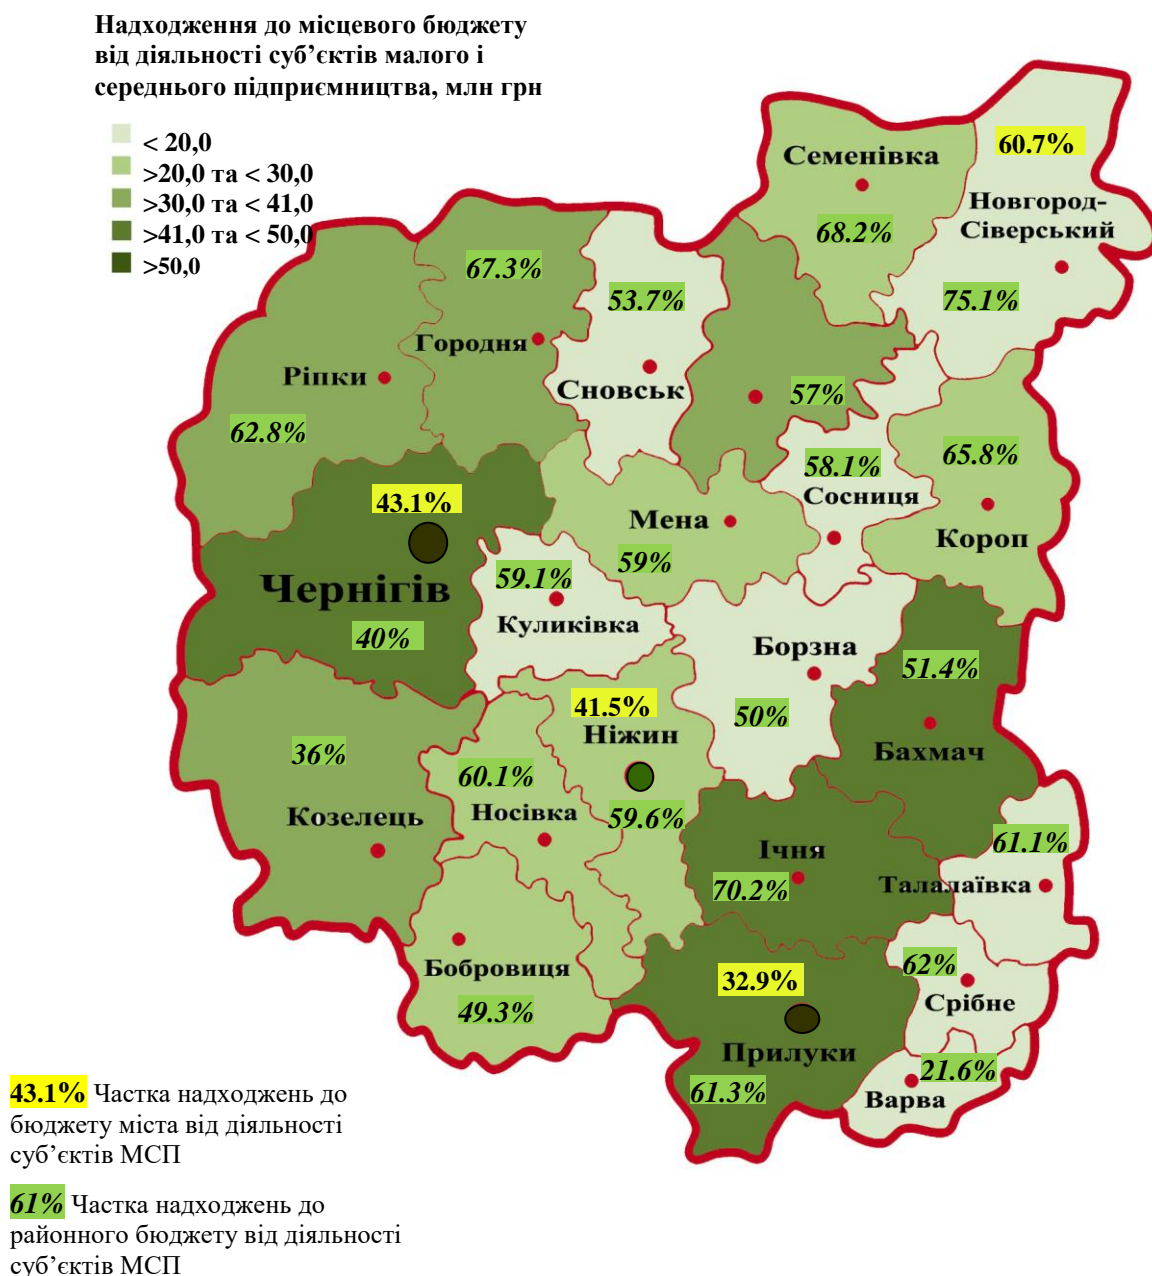 Надходження до місцевого бюджету
від діяльності суб’єктів малого і
середнього підприємництва, млн грн
< 20,0
>20,0 та < 30,0
>30,0 та < 41,0
>41,0 та < 50,0
>50,0
60.7%
Семенівка
Новгород-
Сіверський
68.2%
67.3%
53.7%
75.1%
Городня
Ріпки
Сновськ
57%
62.8%
65.8%
58.1%
43.1%
Сосниця
Мена
Короп
59%
59.1%
Чернігів
Куликівка
40%
Борзна
51.4%
41.5%
50%
Ніжин
36%
Бахмач
60.1%
Носівка
59.6%
Козелець
61.1%
Ічня
70.2%
Талалаївка
62%
Бобровиця
32.9%
49.3%
Срібне
Прилуки
21.6%
61.3%
Варва
43.1% Частка надходжень до
бюджету міста від діяльності
суб’єктів МСП
61% Частка надходжень до
районного бюджету від діяльності
суб’єктів МСП